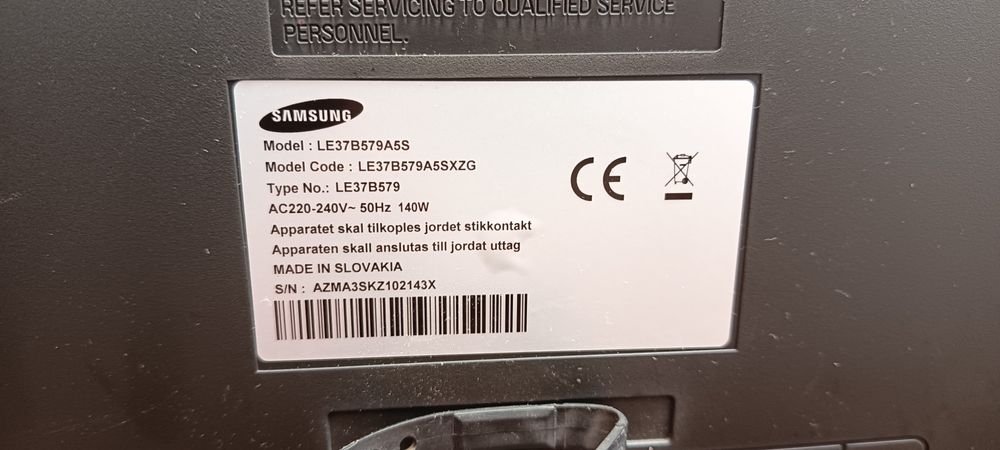 REFER SERVICING TO QUALIFIED SERVICE
PERSONNEL.
SAMSUNG
Model : LE37B579A5S
Model Code : LE37B579A5SXZG
Type No.: LE37B579
AC220-240V~ 50Hz 140W
Apparatet skal tilkoples jordet stikkontakt
Apparaten skall anslutas till jordat uttag
MADE IN SLOVAKIA
S/N : AZMA3SKZ102143X
CE